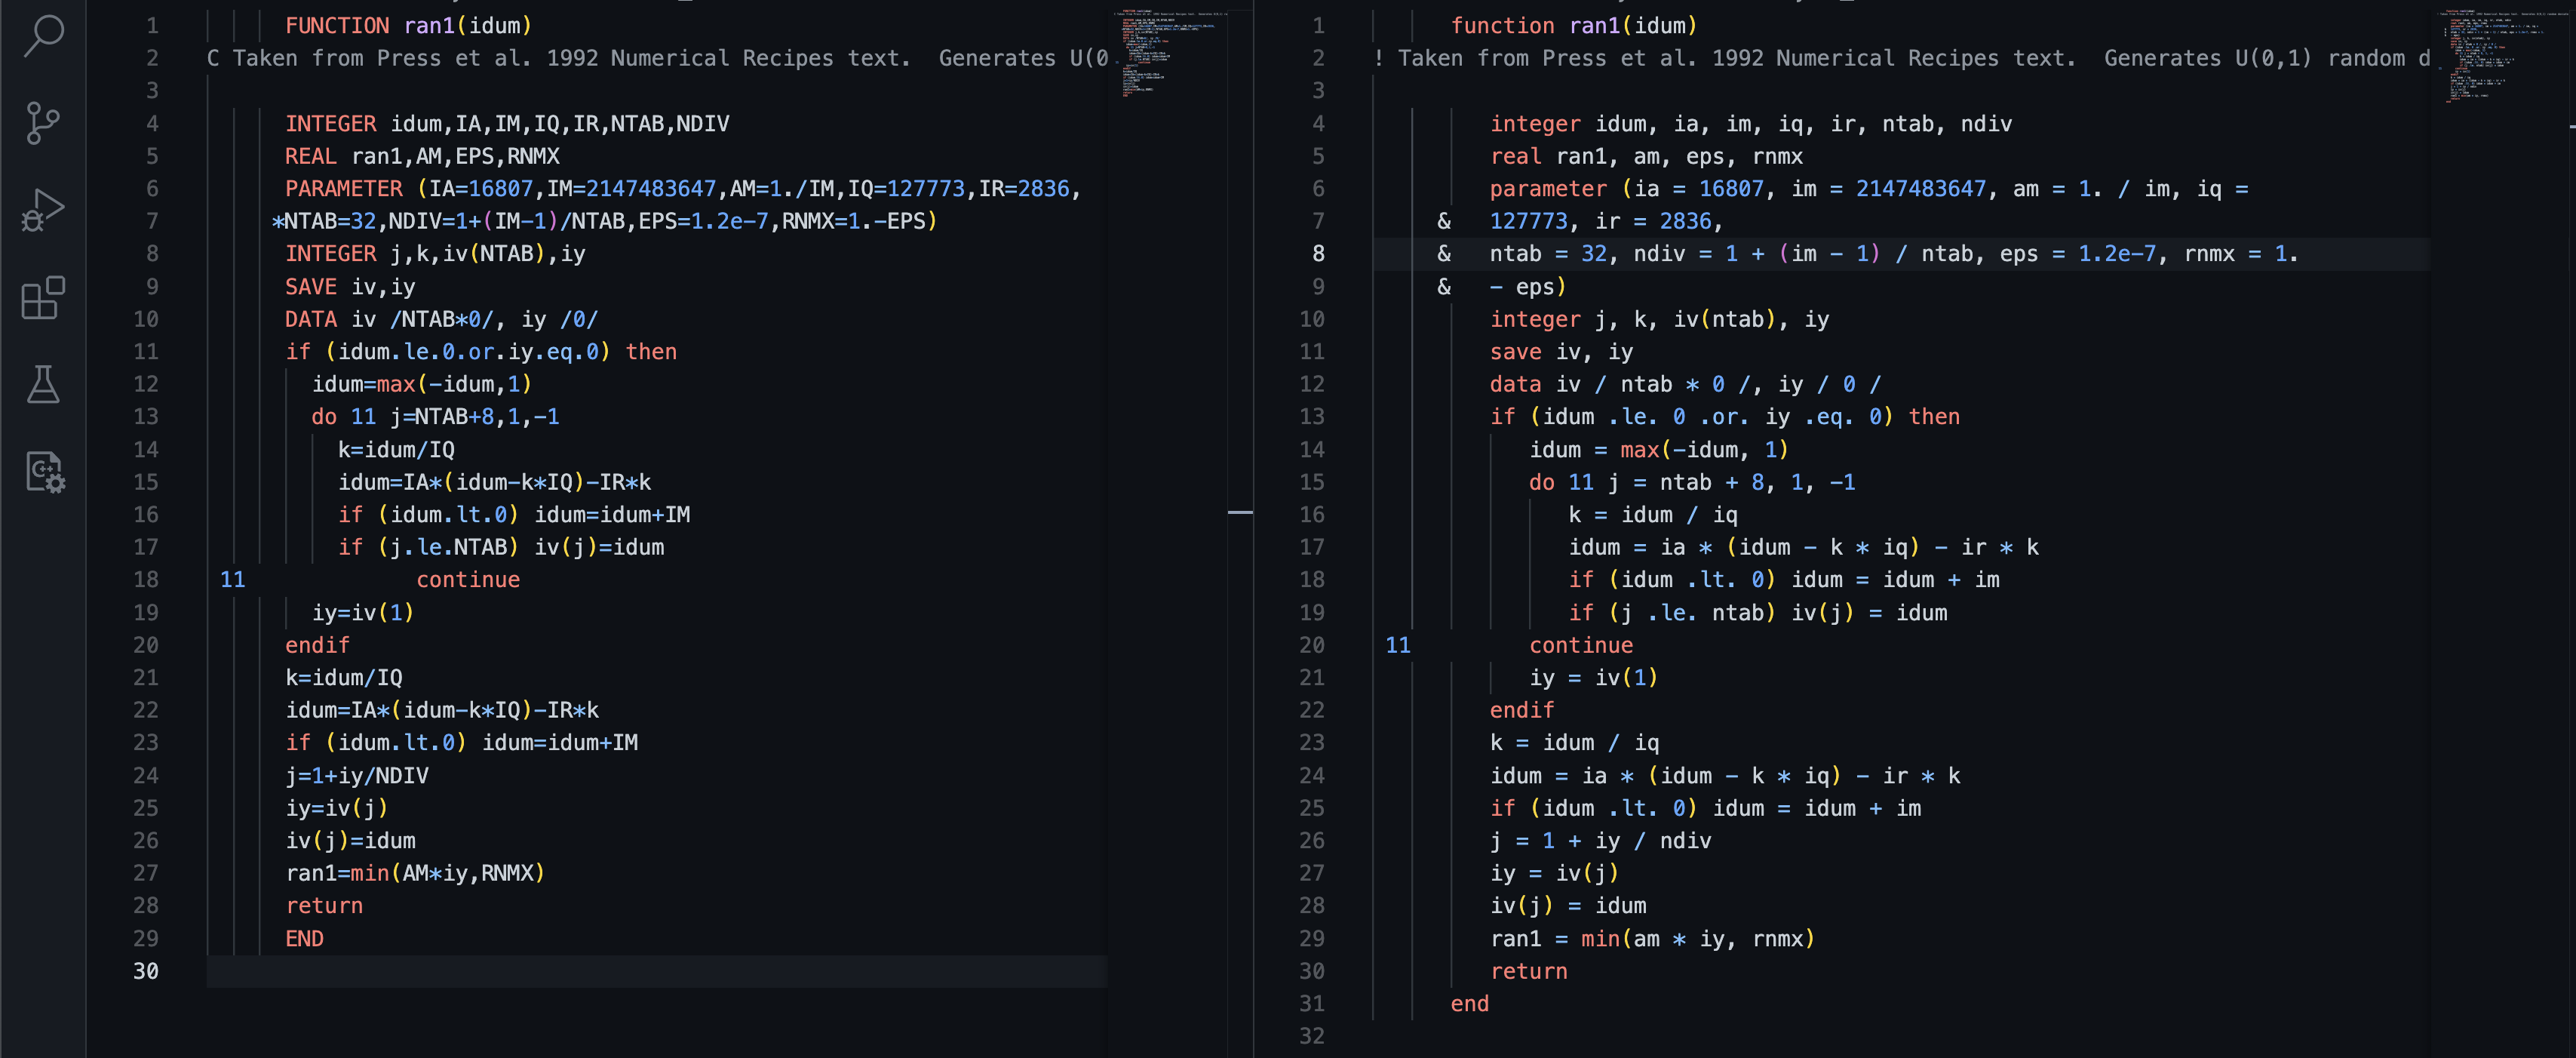 1 FUNCTION ran1(idum)
2 C Taken from Press et al. 1992 Numerical Recipes text.  Generates U(0
3
4 INTEGER idum,IA,IM,IQ,IR,NTAB,NDIV
5 REAL ran1,AM,EPS,RNMX
6 PARAMETER (IA=16807,IM=2147483647,AM=1./IM,IQ=127773,IR=2836,
7 *NTAB=32,NDIV=1+(IM-1)/NTAB,EPS=1.2e-7,RNMX=1.-EPS)
8 INTEGER j,k,iv(NTAB),iy
9 SAVE iv,iy
10 DATA iv /NTAB*0/, iy /0/
11 if (idum.le.0.or.iy.eq.0) then
12 idum=max(-idum,1)
13 do 11 j=NTAB+8,1,-1
14 k=idum/IQ
15 idum=IA*(idum-k*IQ)-IR*k
16 if (idum.lt.0) idum=idum+IM
17 if (j.le.NTAB) iv(j)=idum
18 11 continue
19 iy=iv(1)
20 endif
21 k=idum/IQ
22 idum=IA*(idum-k*IQ)-IR*k
23 if (idum.lt.0) idum=idum+IM
24 j=1+iy/NDIV
25 iy=iv(j)
26 iv(j)=idum
27 ran1=min(AM*iy,RNMX)
28 return
29 END
30
1 function ran1(idum)
2 ! Taken from Press et al. 1992 Numerical Recipes text.  Generates U(0,1) random d
3
4 integer idum, ia, im, iq, ir, ntab, ndiv
5 real ran1, am, eps, rnmx
6 parameter (ia = 16807, im = 2147483647, am = 1. / im, iq =
7 & 127773, ir = 2836,
8 & ntab = 32, ndiv = 1 + (im - 1) / ntab, eps = 1.2e-7, rnmx = 1.
9 & - eps)
10 integer j, k, iv(ntab), iy
11 save iv, iy
12 data iv / ntab * 0 /, iy / 0 /
13 if (idum .le. 0 .or. iy .eq. 0) then
14 idum = max(-idum, 1)
15 do 11 j = ntab + 8, 1, -1
16 k = idum / iq
17 idum = ia * (idum - k * iq) - ir * k
18 if (idum .lt. 0) idum = idum + im
19 if (j .le. ntab) iv(j) = idum
20 11 continue
21 iy = iv(1)
22 endif
23 k = idum / iq
24 idum = ia * (idum - k * iq) - ir * k
25 if (idum .lt. 0) idum = idum + im
26 j = 1 + iy / ndiv
27 iy = iv(j)
28 iv(j) = idum
29 ran1 = min(am * iy, rnmx)
30 return
31 end
32